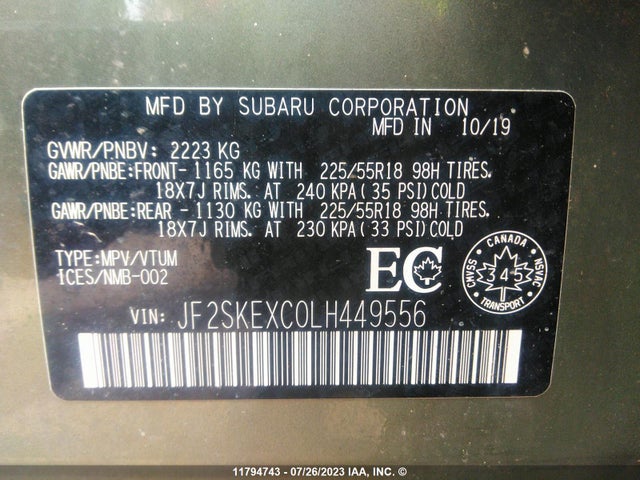 MFD BY SUBARU CORPORATION
MFD IN 10/19
GVWR/PNBV: 2223 KG
GAWR/PNBE:FRONT-1165 KG WITH 225/55R18 98H TIRES.
18X7J RIMS. AT 240 KPA(35 PSI)COLD
GAWR/PNBE:REAR -1130 KG WITH 225/55R18 98H TIRES.
18X7J RIMS. AT 230 KPA(33 PSI)COLD
TYPE:MPV/VTUM
ICES/NMB-002
EC
CANADA
CMVSS 345 NSVAC
TRANSPORT
VIN: JF2SKEXC0LH449556
11794743 - 07/26/2023 IAA, INC. ©